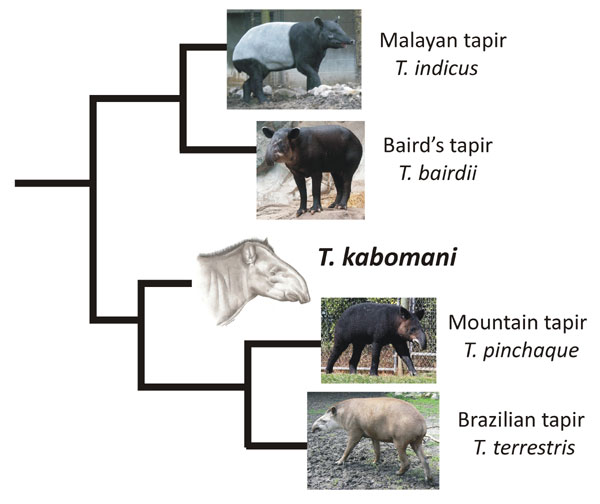 Malayan tapir
T. indicus
Baird's tapir
T. bairdii
T. kabomani
Mountain tapir
T. pinchaque
Brazilian tapir
T. terrestris